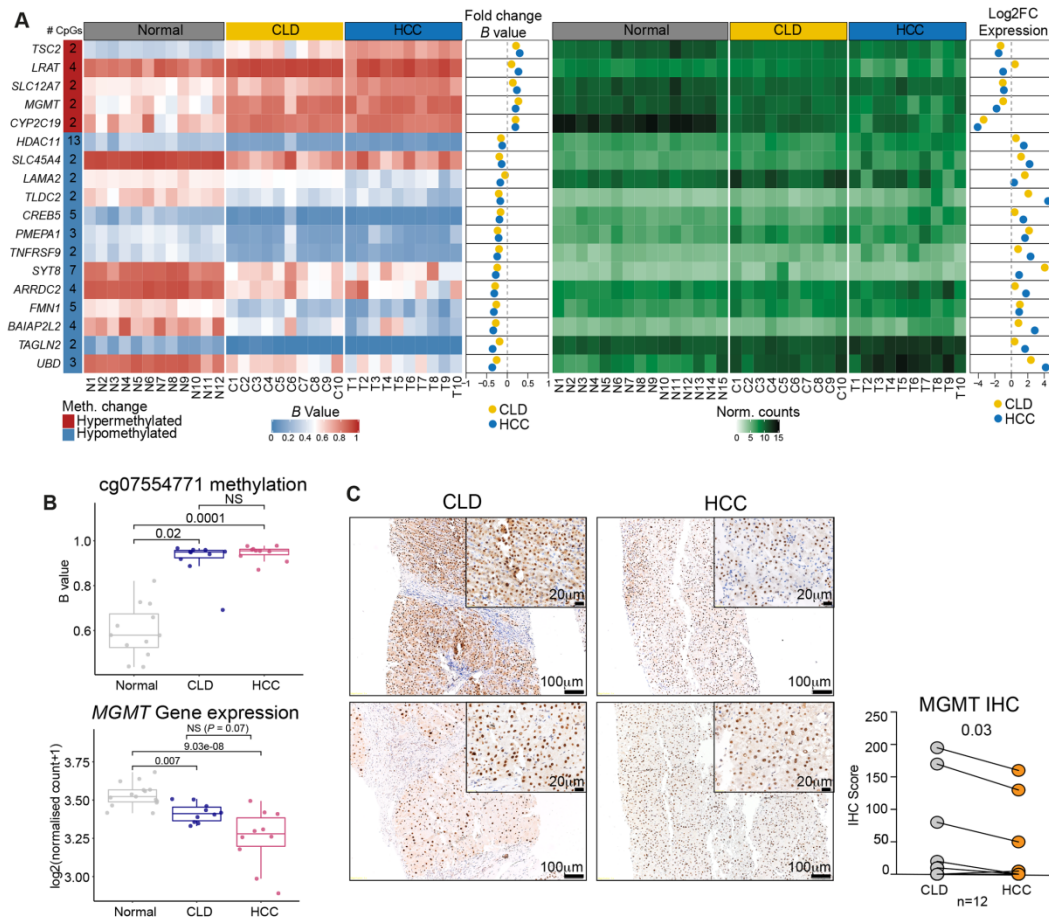 A
# CpGs
Normal
CLD
HCC
Fold change
B value
Normal
CLD
HCC
Log2FC
Expression
TSC2 2
LRAT 4
SLC12A7 2
MGMT 2
CYP2C19 2
HDAC11 13
SLC45A4 2
LAMA2 2
TLDC2 2
CREB5 5
PMEPA1 3
TNFRSF9 2
SYT8 7
ARRDC2 4
FMN1 5
BAIAP2L2 4
TAGLN2 2
UBD 3
N1 N2 N3 N4 N5 N6 N7 N8 N9 N10 N11 N12 C1 C2 C3 C4 C5 C6 C7 C8 C9 C10 T1 T2 T3 T4 T5 T6 T7 T8 T9 T10
-1 -0.5 0 0.5 1
N1 N2 N3 N4 N5 N6 N7 N8 N9 N10 N11 N12 N13 N14 N15 C1 C2 C3 C4 C5 C6 C7 C8 C9 C10 T1 T2 T3 T4 T5 T6 T7 T8 T9 T10
-4 -2 0 2 4
Meth. change
Hypermethylated
Hypomethylated
B Value
0 0.2 0.4 0.6 0.8 1
CLD
HCC
Norm. counts
0 5 10 15
CLD
HCC
B
cg07554771 methylation
NS
0.0001
0.02
B value
1.0
0.8
0.6
Normal CLD HCC
MGMT Gene expression
NS (P = 0.07)
9.03e-08
0.007
log2(normalised count+1)
3.75
3.50
3.25
3.00
Normal CLD HCC
C
CLD
HCC
20μm
100μm
20μm
100μm
20μm
100μm
20μm
100μm
MGMT IHC
0.03
IHC Score
250
200
150
100
50
0
CLD HCC
n=12